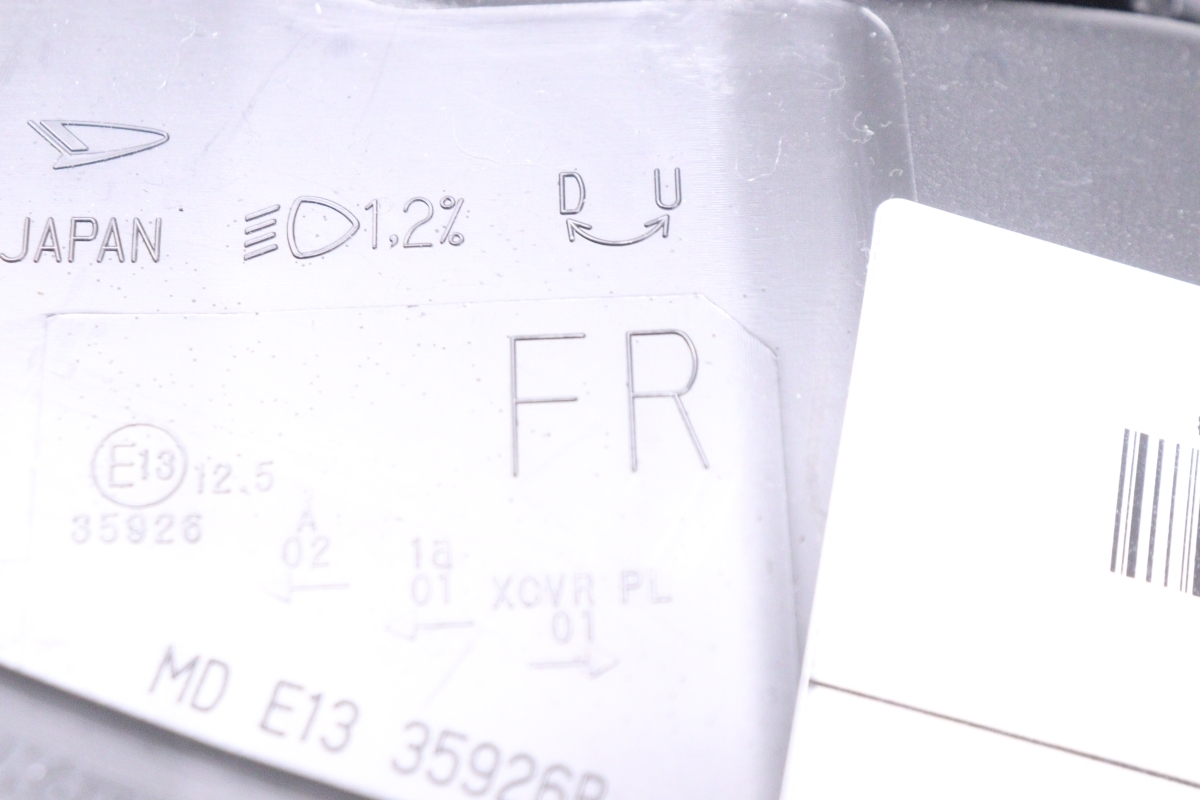 JAPAN
1,2%
D U
FR
E13 12.5
35926
A
02
1a
01
XCVR PL
01
MD E13 35926R